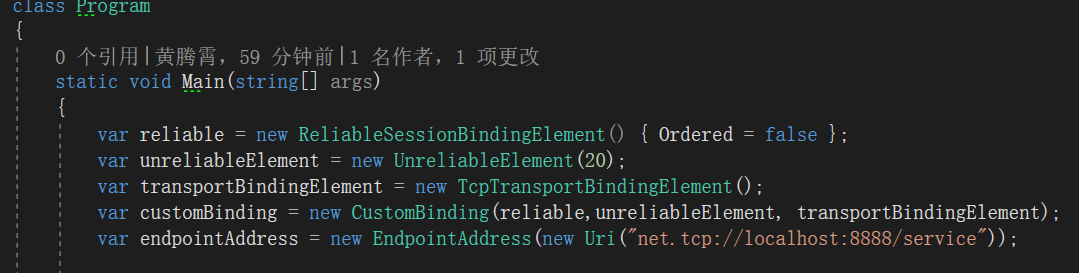 class Program
{
0 个引用|黄腾霄，59 分钟前|1 名作者，1 项更改
static void Main(string[] args)
{
var reliable = new ReliableSessionBindingElement() { Ordered = false };
var unreliableElement = new UnreliableElement(20);
var transportBindingElement = new TcpTransportBindingElement();
var customBinding = new CustomBinding(reliable,unreliableElement, transportBindingElement);
var endpointAddress = new EndpointAddress(new Uri("net.tcp://localhost:8888/service"));